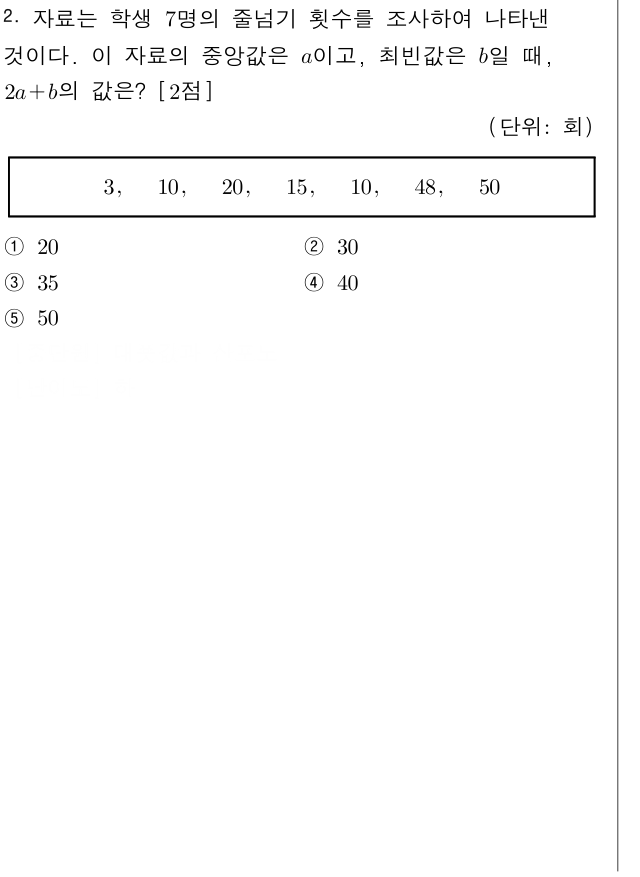 2. 자료는 학생 7명의 줄넘기 횟수를 조사하여 나타낸
것이다. 이 자료의 중앙값은 a이고, 최빈값은 b일 때,
2a+b의 값은? [2점]
(단위: 회)
3, 10, 20, 15, 10, 48, 50
① 20 ② 30
③ 35 ④ 40
⑤ 50